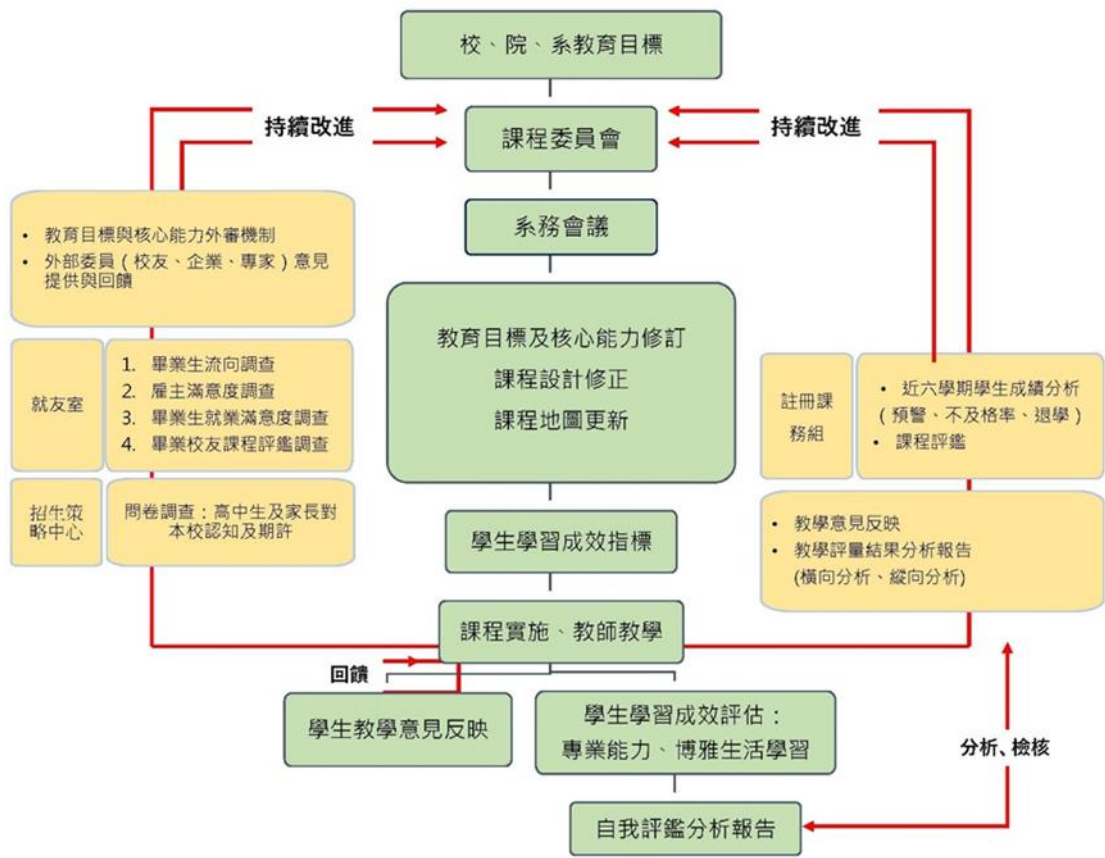 校、院、系教育目標
持續改進
課程委員會
持續改進
系務會議
• 教育目標與核心能力外審機制
• 外部委員（校友、企業、專家）意見
提供與回饋
教育目標及核心能力修訂
課程設計修正
課程地圖更新
就友室
1. 畢業生流向調查
2. 雇主滿意度調查
3. 畢業生就業滿意度調查
4. 畢業校友課程評鑑調查
註冊課
務組
• 近六學期學生成績分析
（預警、不及格率、退學）
• 課程評鑑
招生策
略中心
問卷調查：高中生及家長對
本校認知及期許
• 教學意見反映
• 教學評量結果分析報告
(橫向分析、縱向分析)
學生學習成效指標
課程實施、教師教學
回饋
學生教學意見反映
學生學習成效評估：
專業能力、博雅生活學習
分析、檢核
自我評鑑分析報告